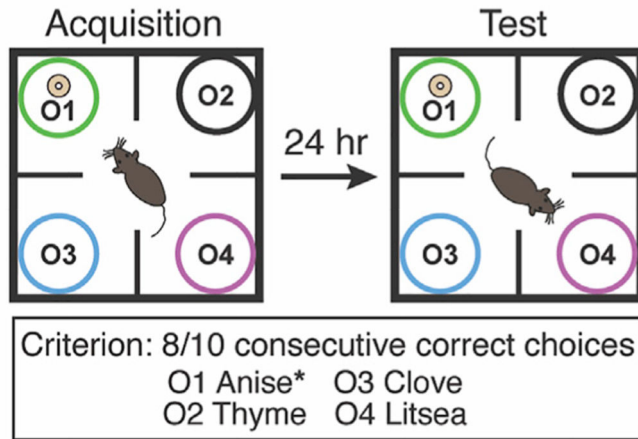 Acquisition
Test
O1
O2
O3
O4
24 hr
O1
O2
O3
O4
Criterion: 8/10 consecutive correct choices
O1 Anise* O3 Clove
O2 Thyme O4 Litsea